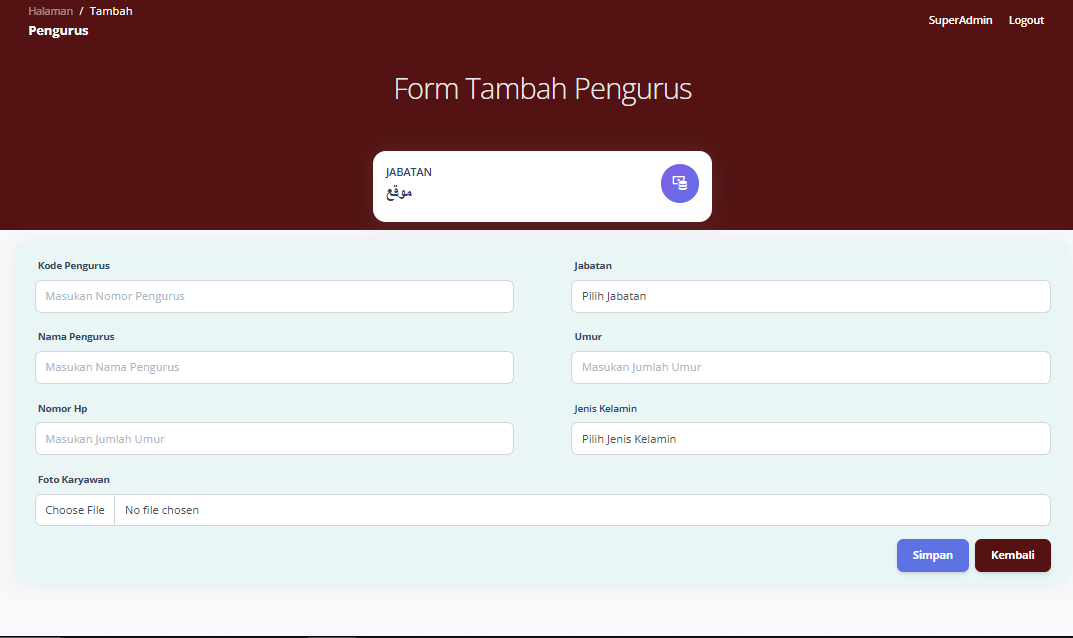 Halaman / Tambah
Pengurus
SuperAdmin
Logout
Form Tambah Pengurus
JABATAN
موقع
Kode Pengurus
Masukan Nomor Pengurus
Jabatan
Pilih Jabatan
Nama Pengurus
Masukan Nama Pengurus
Umur
Masukan Jumlah Umur
Nomor Hp
Masukan Jumlah Umur
Jenis Kelamin
Pilih Jenis Kelamin
Foto Karyawan
Choose File No file chosen
Simpan
Kembali